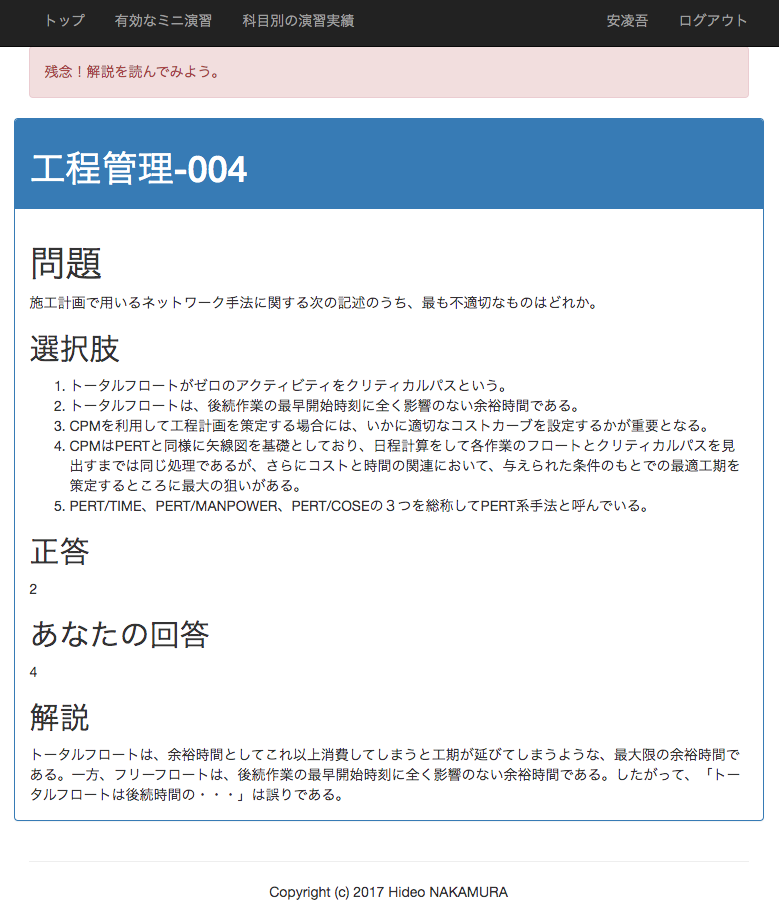 トップ 有効なミニ演習 科目別の演習実績 安凌吾 ログアウト
残念！解説を読んでみよう。
工程管理-004
問題
施工計画で用いるネットワーク手法に関する次の記述のうち、最も不適切なものはどれか。
選択肢
1. トータルフロートがゼロのアクティビティをクリティカルパスという。
2. トータルフロートは、後続作業の最早開始時刻に全く影響のない余裕時間である。
3. CPMを利用して工程計画を策定する場合には、いかに適切なコストカーブを設定するかが重要となる。
4. CPMはPERTと同様に矢線図を基礎としており、日程計算をして各作業のフロートとクリティカルパスを見
出すまでは同じ処理であるが、さらにコストと時間の関連において、与えられた条件のもとでの最適工期を
策定するところに最大の狙いがある。
5. PERT/TIME、PERT/MANPOWER、PERT/COSEの３つを総称してPERT系手法と呼んでいる。
正答
2
あなたの回答
4
解説
トータルフロートは、余裕時間としてこれ以上消費してしまうと工期が延びてしまうような、最大限の余裕時間で
ある。一方、フリーフロートは、後続作業の最早開始時刻に全く影響のない余裕時間である。したがって、「トー
タルフロートは後続時間の・・・」は誤りである。
Copyright (c) 2017 Hideo NAKAMURA